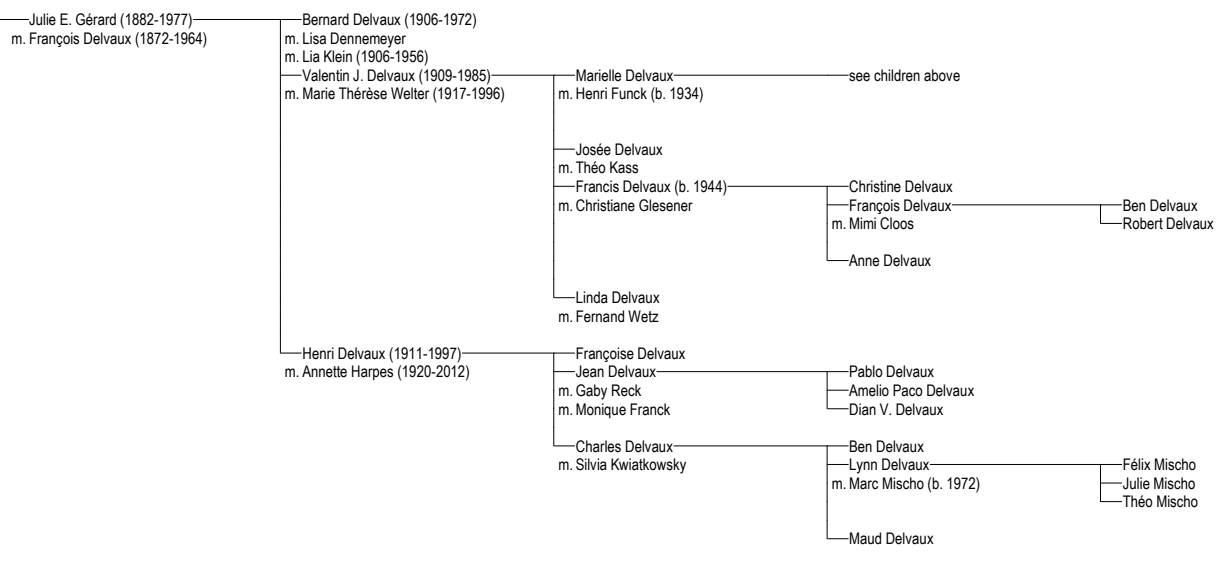 Julie E. Gérard (1882-1977)
m. François Delvaux (1872-1964)
Bernard Delvaux (1906-1972)
m. Lisa Dennemeyer
m. Lia Klein (1906-1956)
Valentin J. Delvaux (1909-1985)
m. Marie Thérèse Welter (1917-1996)
Marielle Delvaux
m. Henri Funck (b. 1934)
see children above
Josée Delvaux
m. Théo Kass
Francis Delvaux (b. 1944)
m. Christiane Glesener
Christine Delvaux
François Delvaux
m. Mimi Cloos
Ben Delvaux
Robert Delvaux
Anne Delvaux
Linda Delvaux
m. Fernand Wetz
Henri Delvaux (1911-1997)
m. Annette Harpes (1920-2012)
Françoise Delvaux
Jean Delvaux
m. Gaby Reck
m. Monique Franck
Pablo Delvaux
Amelio Paco Delvaux
Dian V. Delvaux
Charles Delvaux
m. Silvia Kwiatkowsky
Ben Delvaux
Lynn Delvaux
m. Marc Mischo (b. 1972)
Félix Mischo
Julie Mischo
Théo Mischo
Maud Delvaux